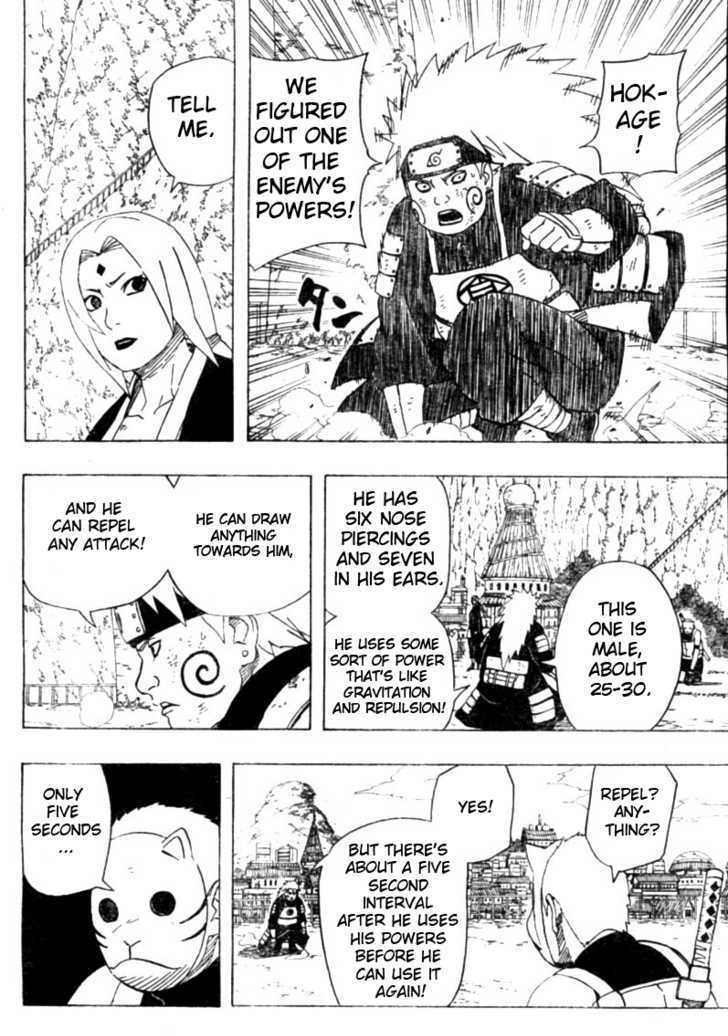 HOK-
AGE
!
WE
FIGURED
OUT ONE
OF THE
ENEMY'S
POWERS!
タン
TELL
ME.
THIS
ONE IS
MALE,
ABOUT
25-30.
HE HAS
SIX NOSE
PIERCINGS
AND SEVEN
IN HIS EARS.
HE USES SOME
SORT OF POWER
THAT'S LIKE
GRAVITATION
AND REPULSION!
HE CAN DRAW
ANYTHING
TOWARDS HIM,
AND HE
CAN REPEL
ANY ATTACK!
REPEL?
ANY-
THING?
YES!
BUT THERE'S
ABOUT A FIVE
SECOND
INTERVAL
AFTER HE USES
HIS POWERS
BEFORE HE
CAN USE IT
AGAIN!
ONLY
FIVE
SECONDS
...